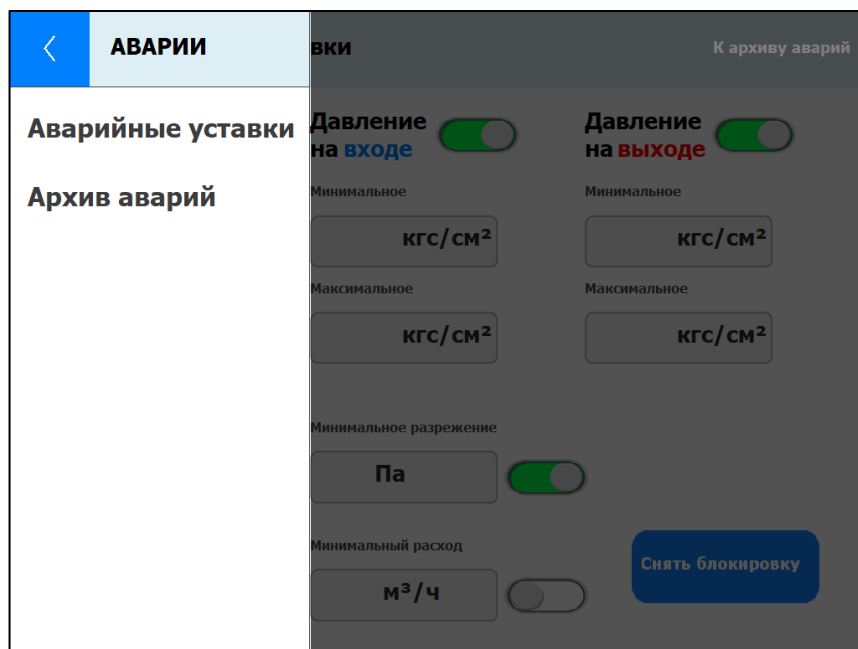 АВАРИИ
вки
К архиву аварий
Аварийные уставки
Архив аварий
Давление
на входе
Давление
на выходе
Минимальное
Минимальное
кгс/см²
кгс/см²
Максимальное
Максимальное
кгс/см²
кгс/см²
Минимальное разрежение
Па
Минимальный расход
м³/ч
Снять блокировку